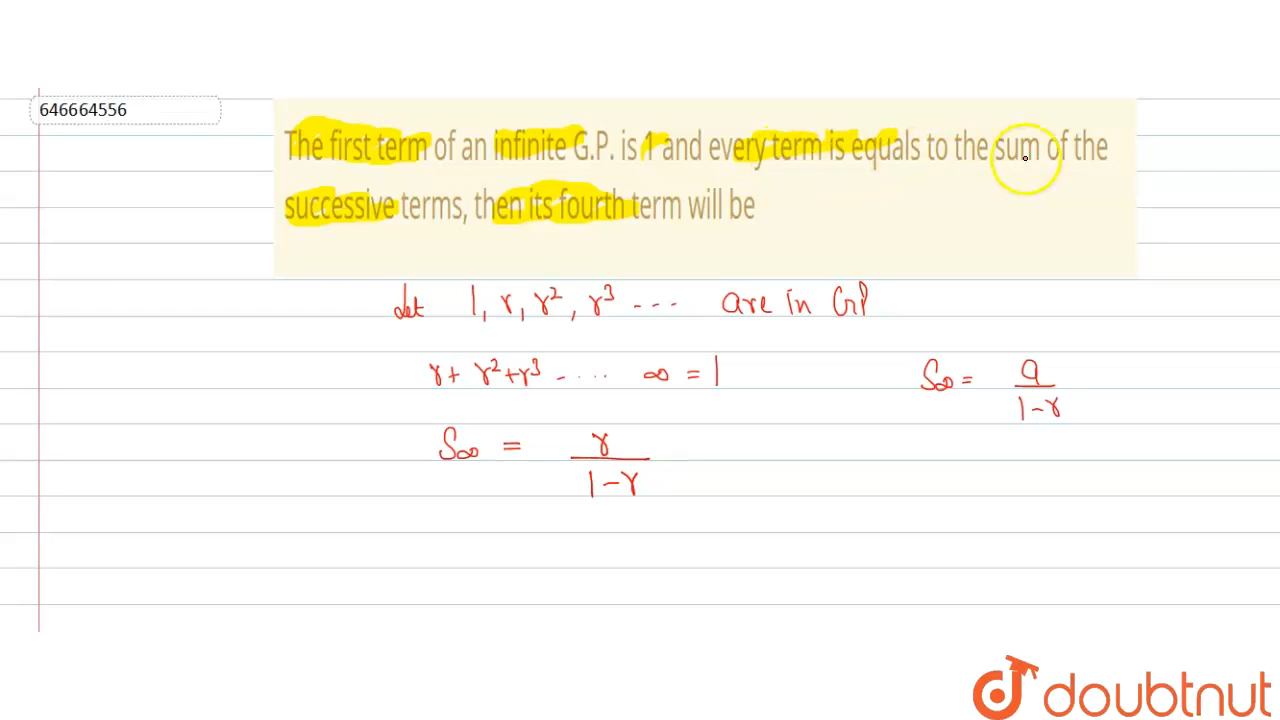 646664556
The first term of an infinite G.P. is 1 and every term is equals to the sum of the
successive terms, then its fourth term will be
Let 1, r, r², r³ ---- are in GP
r + r² + r³ ------ ∞ = 1
S∞ = a / 1-r
S∞ = r / 1-r
doubtnut